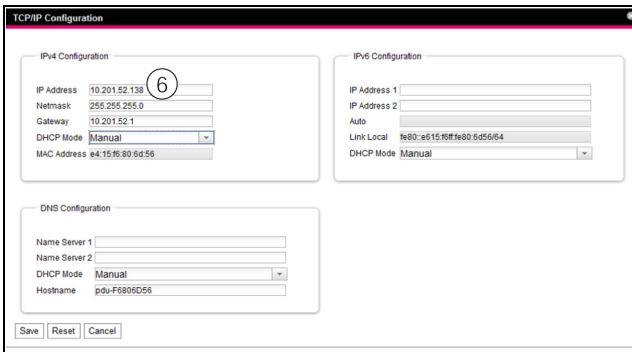 TCP/IP Configuration
IPv4 Configuration
IP Address 10.201.52.138
⑥
Netmask 255.255.255.0
Gateway 10.201.52.1
DHCP Mode Manual
MAC Address e4:15:f6:80:6d:56
IPv6 Configuration
IP Address 1
IP Address 2
Auto
Link Local fe80::e615:f6ff:fe80:6d56/64
DHCP Mode Manual
DNS Configuration
Name Server 1
Name Server 2
DHCP Mode Manual
Hostname pdu-F6806D56
Save Reset Cancel